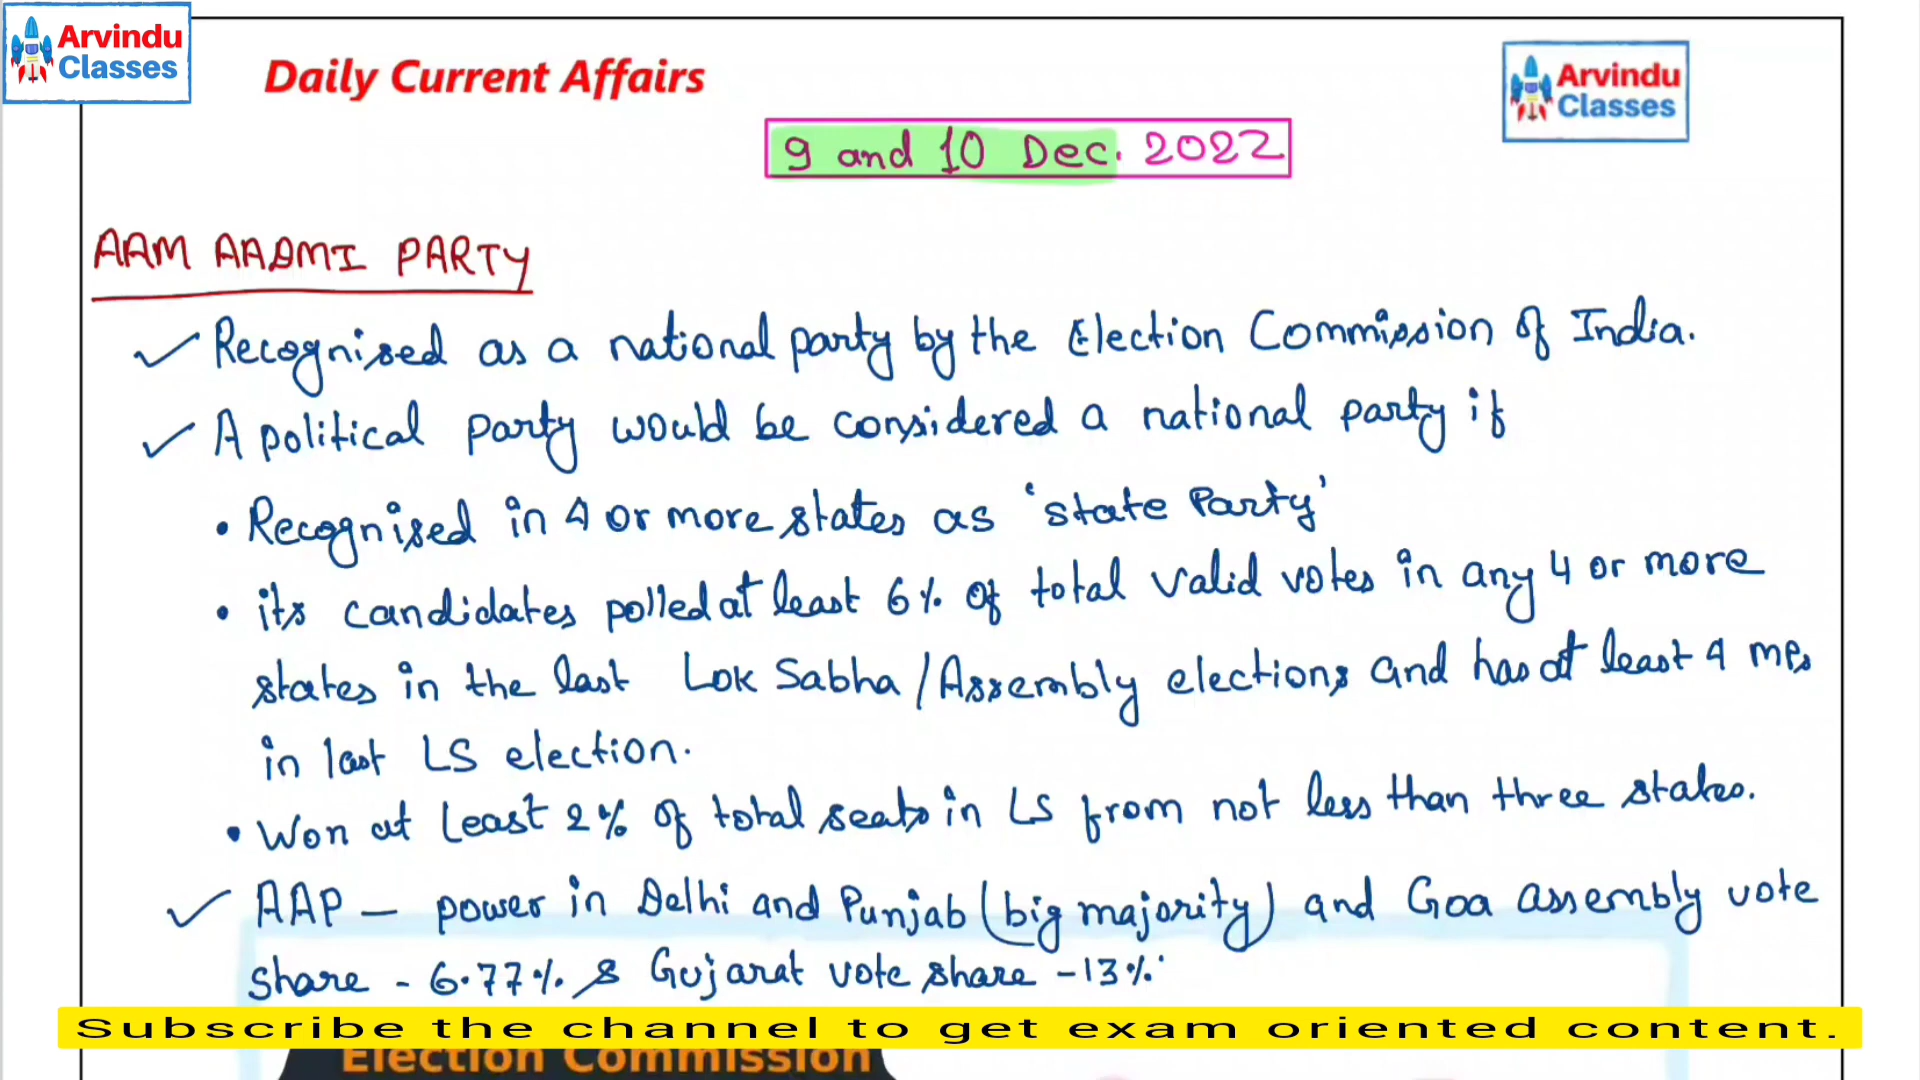 Arvindu
Classes
Daily Current Affairs
Arvindu
Classes
9 and 10 Dec. 2022
AAM AADMI PARTY
Recognised as a national party by the Election Commission of India.
A political party would be considered a national party if
• Recognised in 4 or more states as 'state Party'
• its candidates polled at least 6% of total valid votes in any 4 or more
states in the last Lok Sabha/Assembly elections and has at least 4 MPs
in last LS election.
• Won at least 2% of total seats in LS from not less than three states.
AAP - power in Delhi and Punjab (big majority) and Goa assembly vote
share - 6.77% & Gujarat vote share - 13%
Subscribe the channel to get exam oriented content.
Election Commission